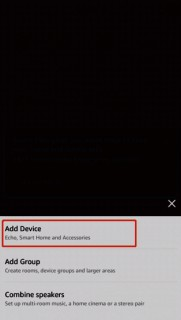 Add Device
Echo, Smart Home and Accessories
Add Group
Create rooms, device groups and larger areas
Combine speakers
Set up multi-room music, a home cinema or a stereo pair